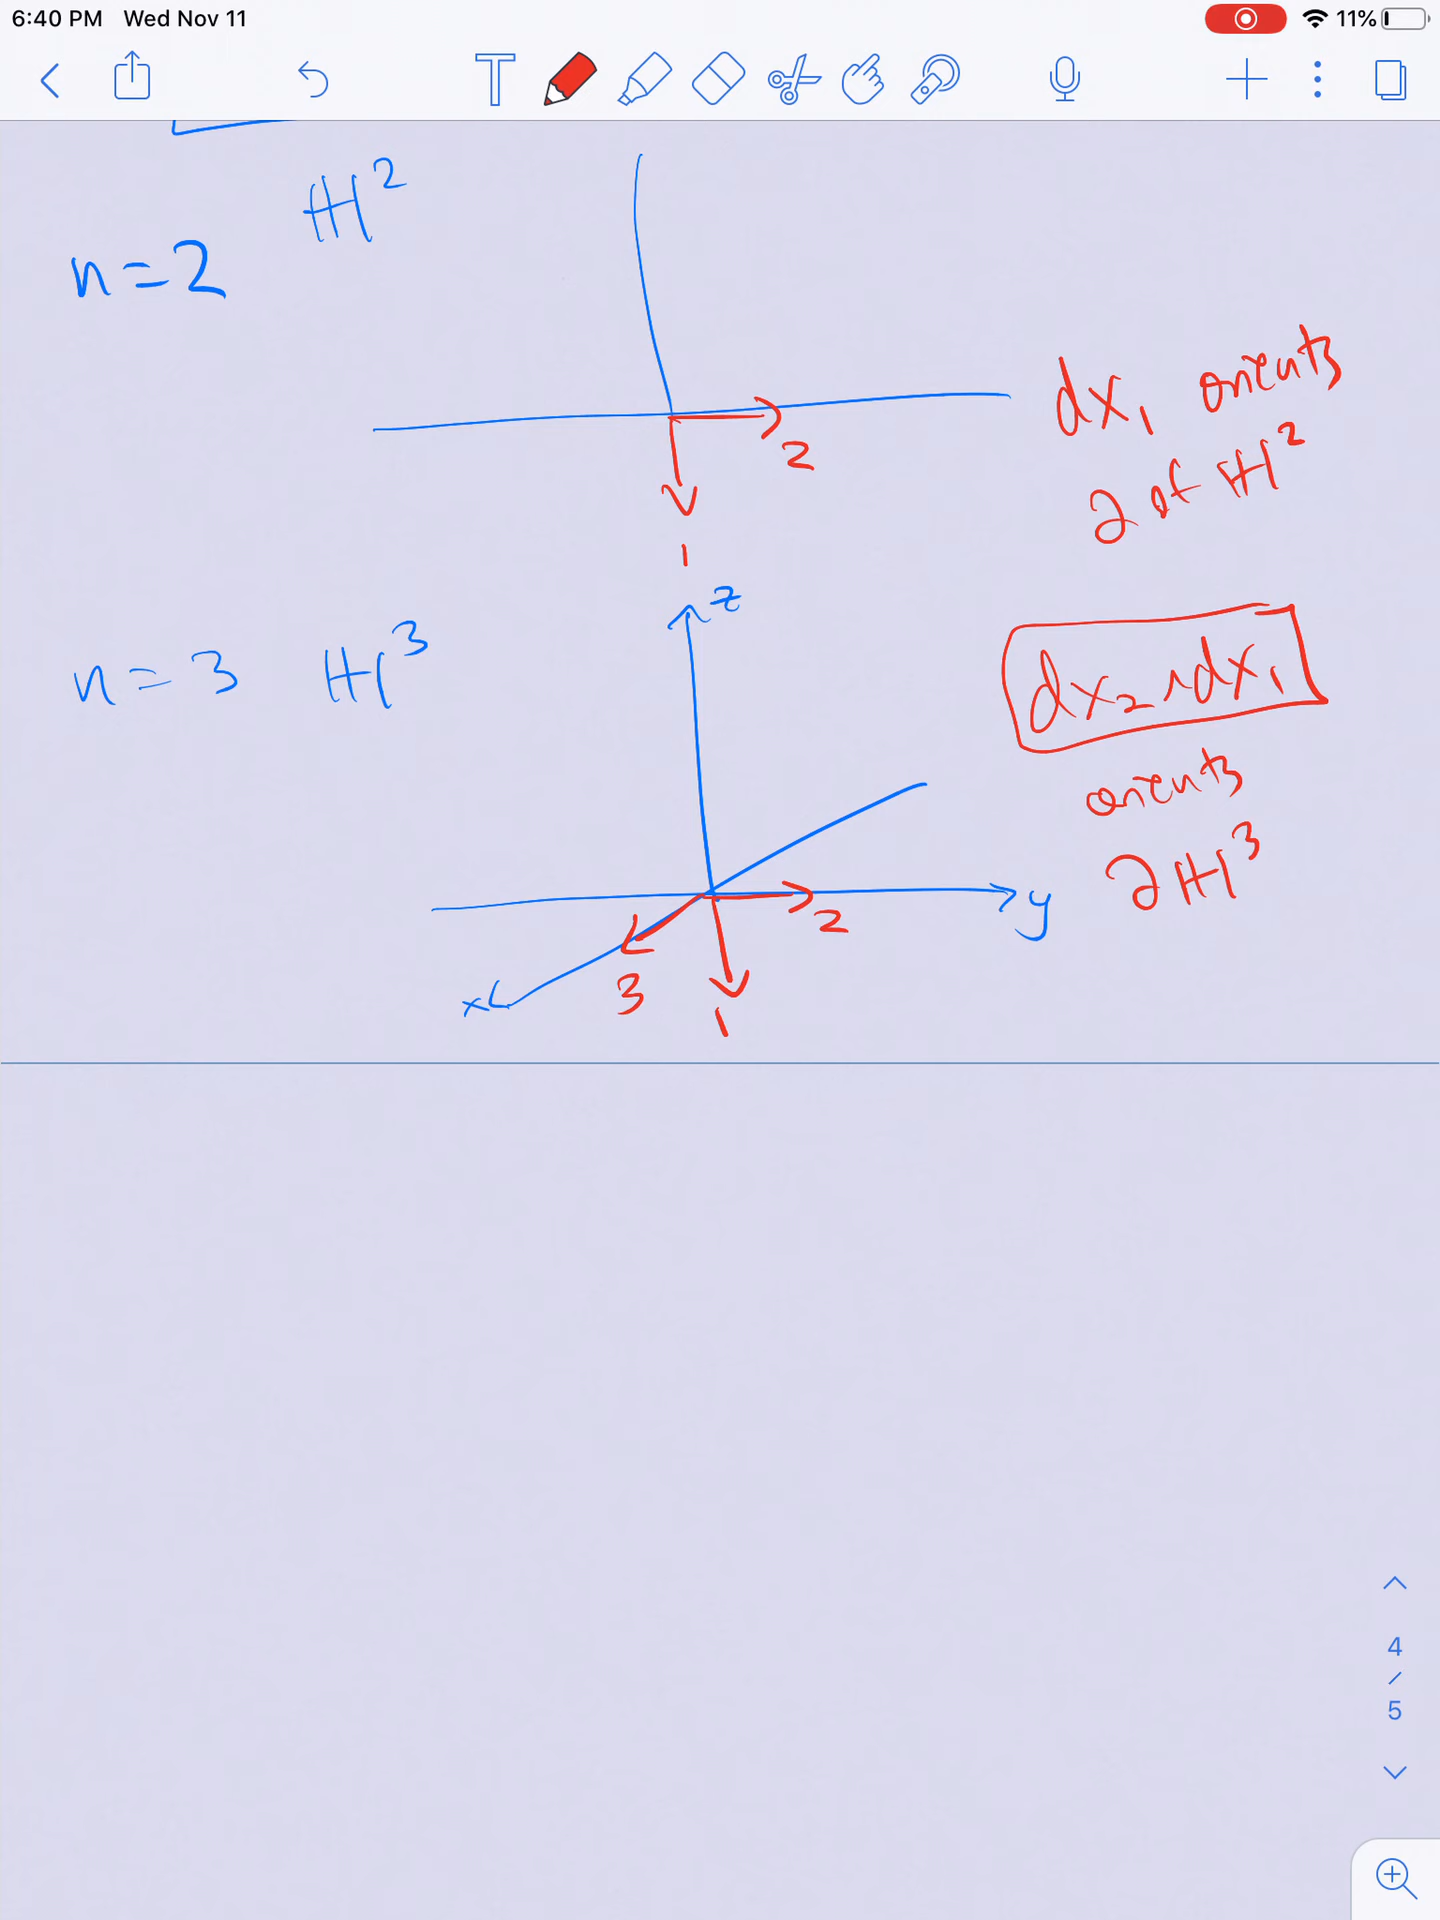 6:40 PM Wed Nov 11
11%
T
ℍ²
n=2
dx₁ orients
∂ of ℍ²
2
1
z
n=3 ℍ³
dx₂∧dx₁
orients
∂ℍ³
y
2
x
3
1
4
/
5